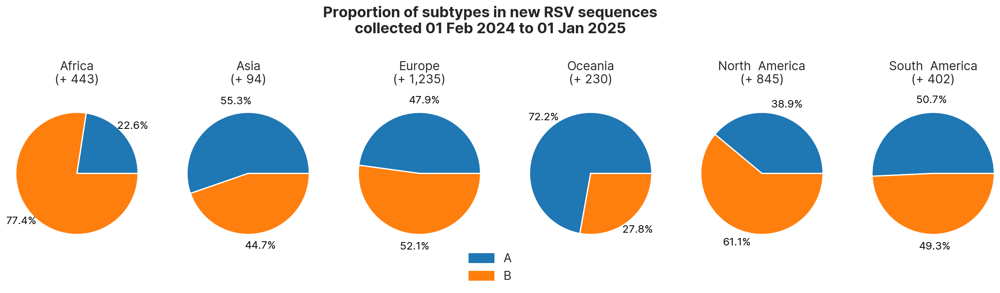 Proportion of subtypes in new RSV sequences
collected 01 Feb 2024 to 01 Jan 2025
Africa
(+ 443)
22.6%
77.4%
Asia
(+ 94)
55.3%
44.7%
Europe
(+ 1,235)
47.9%
52.1%
Oceania
(+ 230)
72.2%
27.8%
North America
(+ 845)
38.9%
61.1%
South America
(+ 402)
50.7%
49.3%
A
B